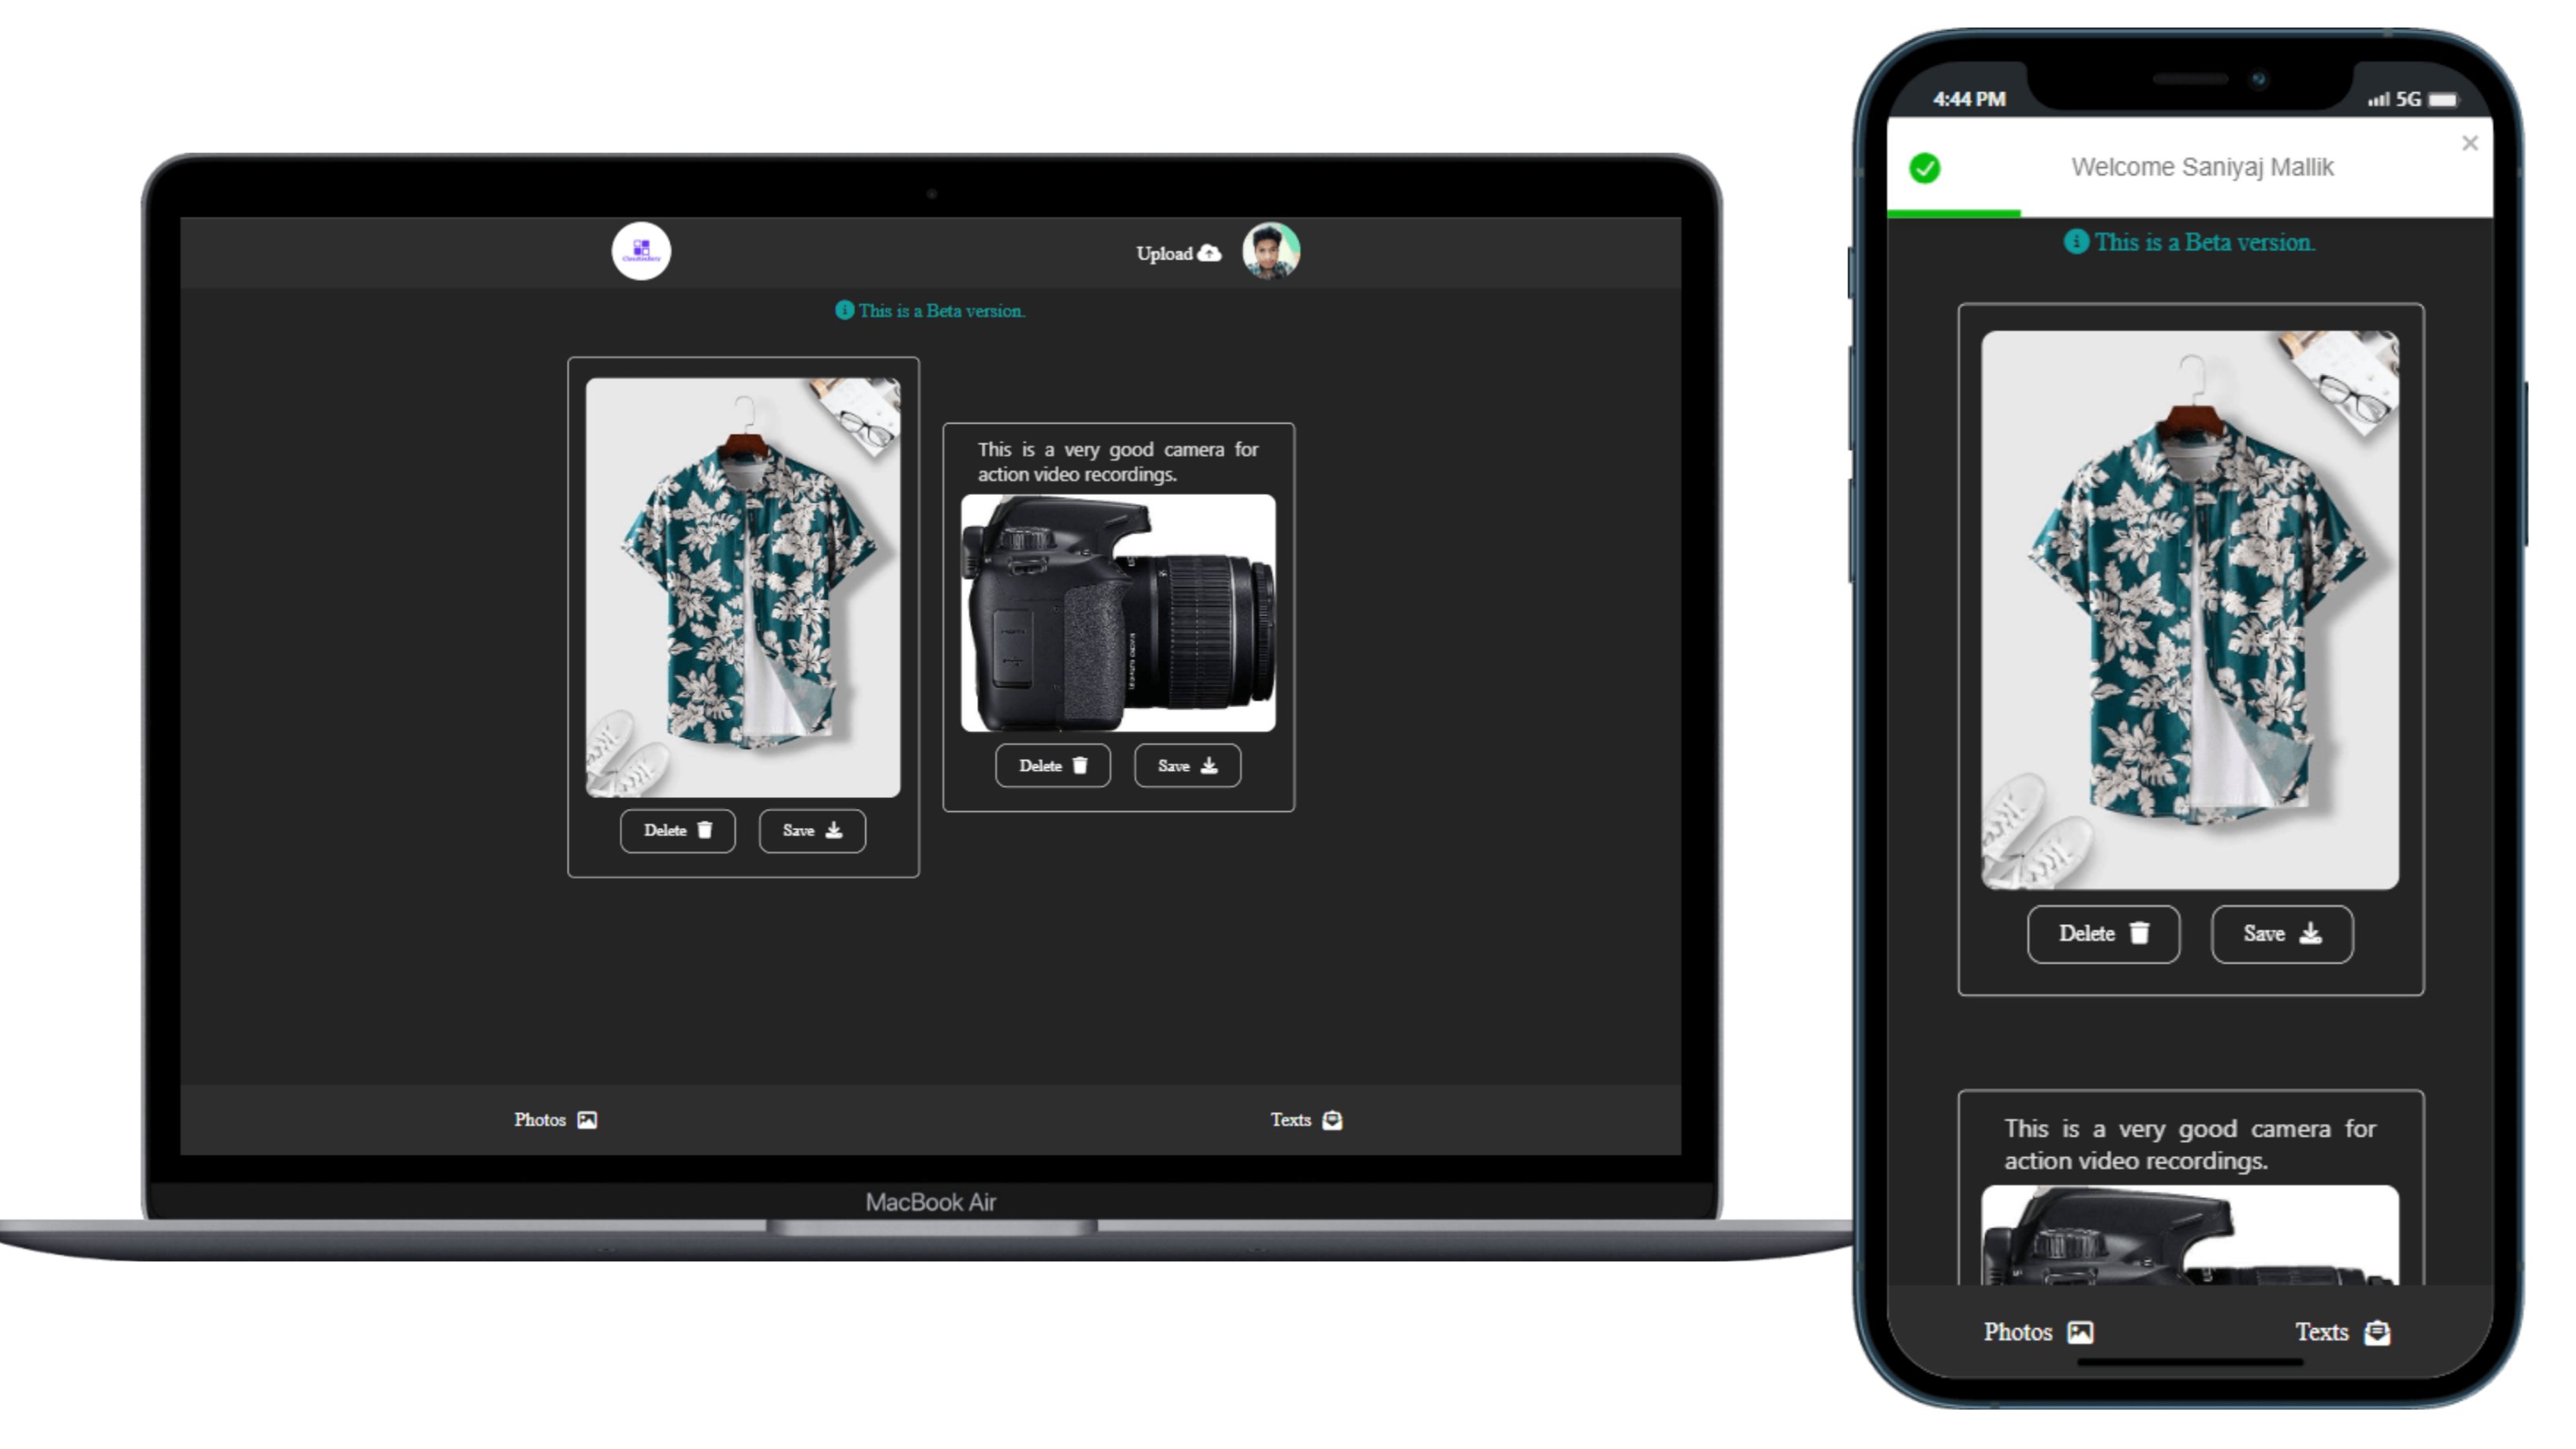 Upload
This is a Beta version.
This is a very good camera for
action video recordings.
Delete
Save
Delete
Save
Photos
Texts
MacBook Air
4:44 PM
5G
Welcome Saniyaj Mallik
This is a Beta version.
Delete
Save
This is a very good camera for
action video recordings.
Photos
Texts